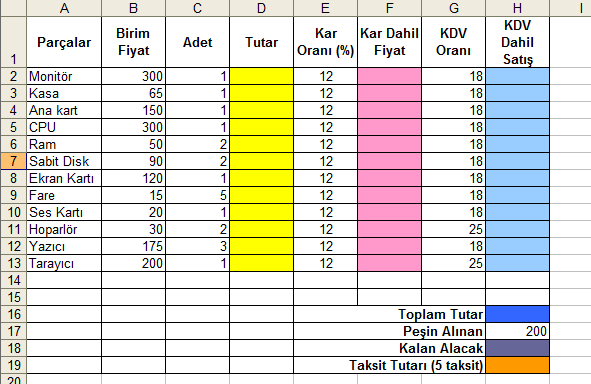 A B C D E F G H I
1 Parçalar Birim Fiyat Adet Tutar Kar Oranı (%) Kar Dahil Fiyat KDV Oranı KDV Dahil Satış
2 Monitör 300 1 12 18
3 Kasa 65 1 12 18
4 Ana kart 150 1 12 18
5 CPU 300 1 12 18
6 Ram 50 2 12 18
7 Sabit Disk 90 2 12 18
8 Ekran Kartı 120 1 12 18
9 Fare 15 5 12 18
10 Ses Kartı 20 1 12 18
11 Hoparlör 30 2 12 25
12 Yazıcı 175 3 12 18
13 Tarayıcı 200 1 12 25
14
15
16 Toplam Tutar
17 Peşin Alınan 200
18 Kalan Alacak
19 Taksit Tutarı (5 taksit)
20